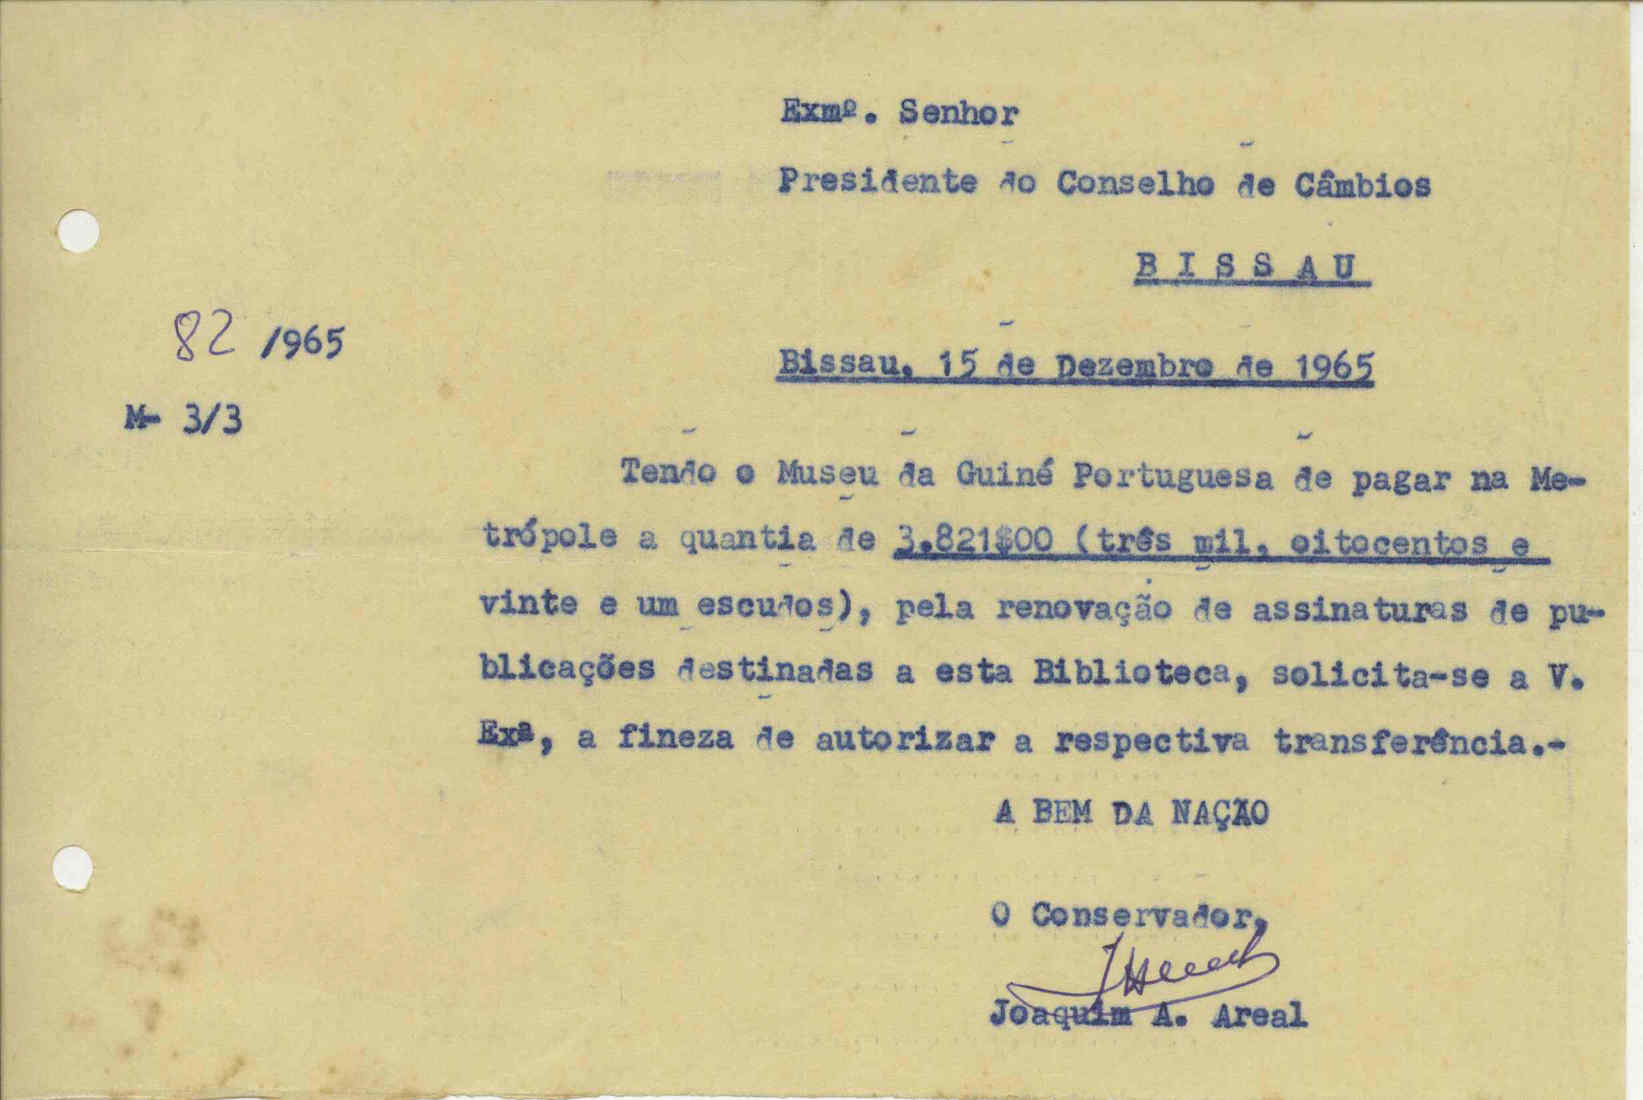 Exmº. Senhor
Presidente do Conselho de Câmbios
B I S S A U
82 /965
Bissau, 15 de Dezembro de 1965
M- 3/3
Tendo o Museu da Guiné Portuguesa de pagar na Me-
trópole a quantia de 3.821$00 (três mil, oitocentos e
vinte e um escudos), pela renovação de assinaturas de pu-
blicações destinadas a esta Biblioteca, solicita-se a V.
Exª, a fineza de autorizar a respectiva transferência.-
A BEM DA NAÇÃO
O Conservador,
Joaquim A. Areal